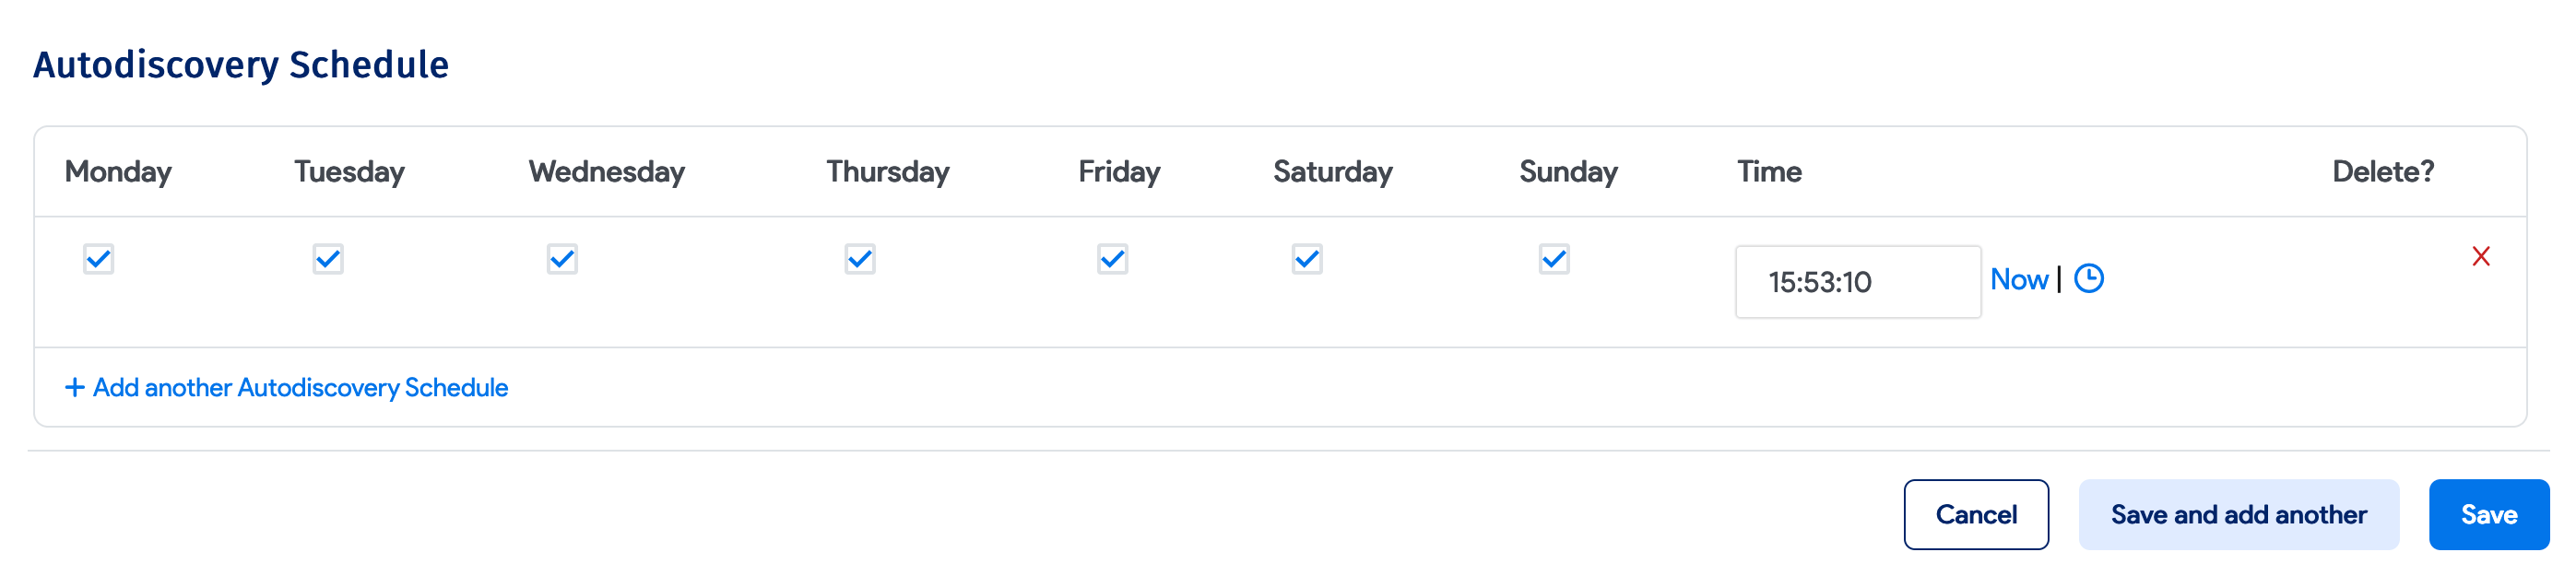 Autodiscovery Schedule
Monday Tuesday Wednesday Thursday Friday Saturday Sunday Time Delete?
15:53:10 Now |
+ Add another Autodiscovery Schedule
Cancel Save and add another Save